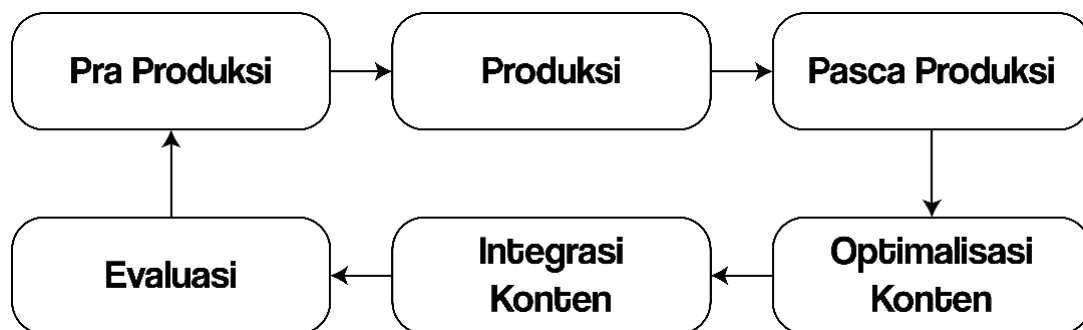 Pra Produksi
Produksi
Pasca Produksi
Evaluasi
Integrasi
Konten
Optimalisasi
Konten